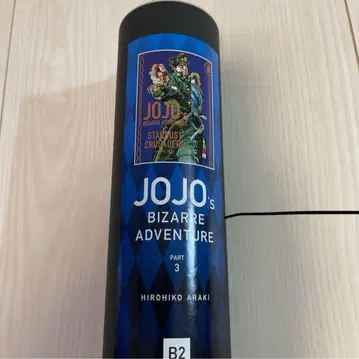 JOJO's
BIZARRE ADVENTURE
STARDUST
CRUSADERS
JOJO's
BIZARRE
ADVENTURE
PART
3
HIROHIKO ARAKI
B2